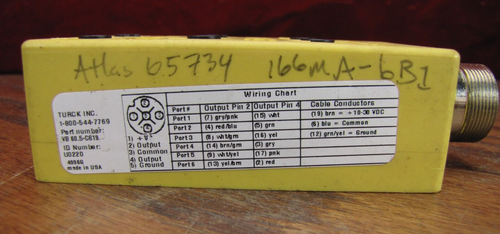 Atlas 65734 166MA-6B1
TURCK INC.
1-800-544-7769
Part number:
ID Number:
U0220
made in USA
1) +V
2) Output
3) Common
4) Output
5) Ground
Wiring Chart
Port # Output Pin 2 Output Pin 4 Cable Conductors
Port 1 (7) gry/pnk (15) wht (19) brn = +10-30 VDC
Port 2 (4) red/blu (5) grn (6) blu = Common
Port 3 (8) wht/grn (16) yel (12) grn/yel = Ground
Port 4 (14) brn/grn (3) gry
Port 5 (9) wht/yel (17) pnk
Port 6 (13) yel/brn (2) red